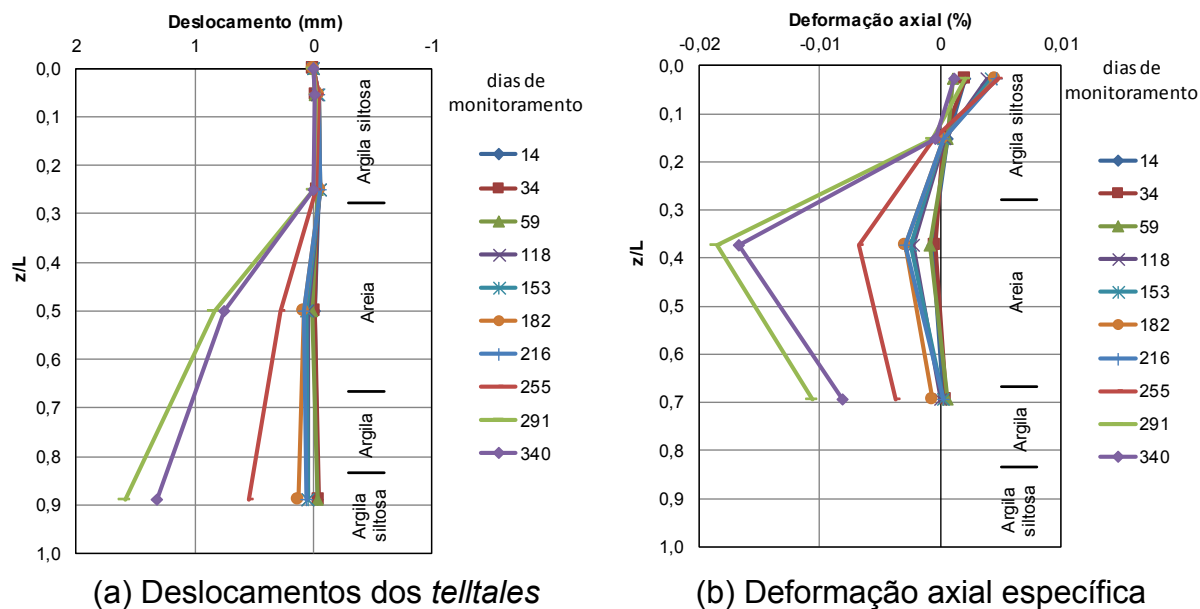 Deslocamento (mm)
2 1 0 -1
0,0
0,1
0,2
0,3
0,4
0,5
0,6
0,7
0,8
0,9
1,0
z/L
Argila siltosa
Areia
Argila
Argila
siltosa
dias de
monitoramento
14
34
59
118
153
182
216
255
291
340
(a) Deslocamentos dos telltales
Deformação axial (%)
-0,02 -0,01 0 0,01
0,0
0,1
0,2
0,3
0,4
0,5
0,6
0,7
0,8
0,9
1,0
z/L
Argila siltosa
Areia
Argila
Argila
siltosa
dias de
monitoramento
14
34
59
118
153
182
216
255
291
340
(b) Deformação axial específica